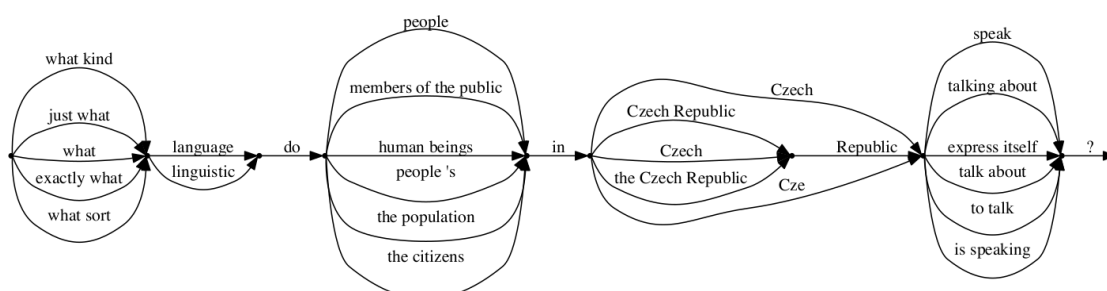 what kind
just what
what
exactly what
what sort
language
linguistic
do
people
members of the public
human beings
people 's
the population
the citizens
in
Czech
Czech Republic
Czech
the Czech Republic
Cze
Republic
speak
talking about
express itself
talk about
to talk
is speaking
?